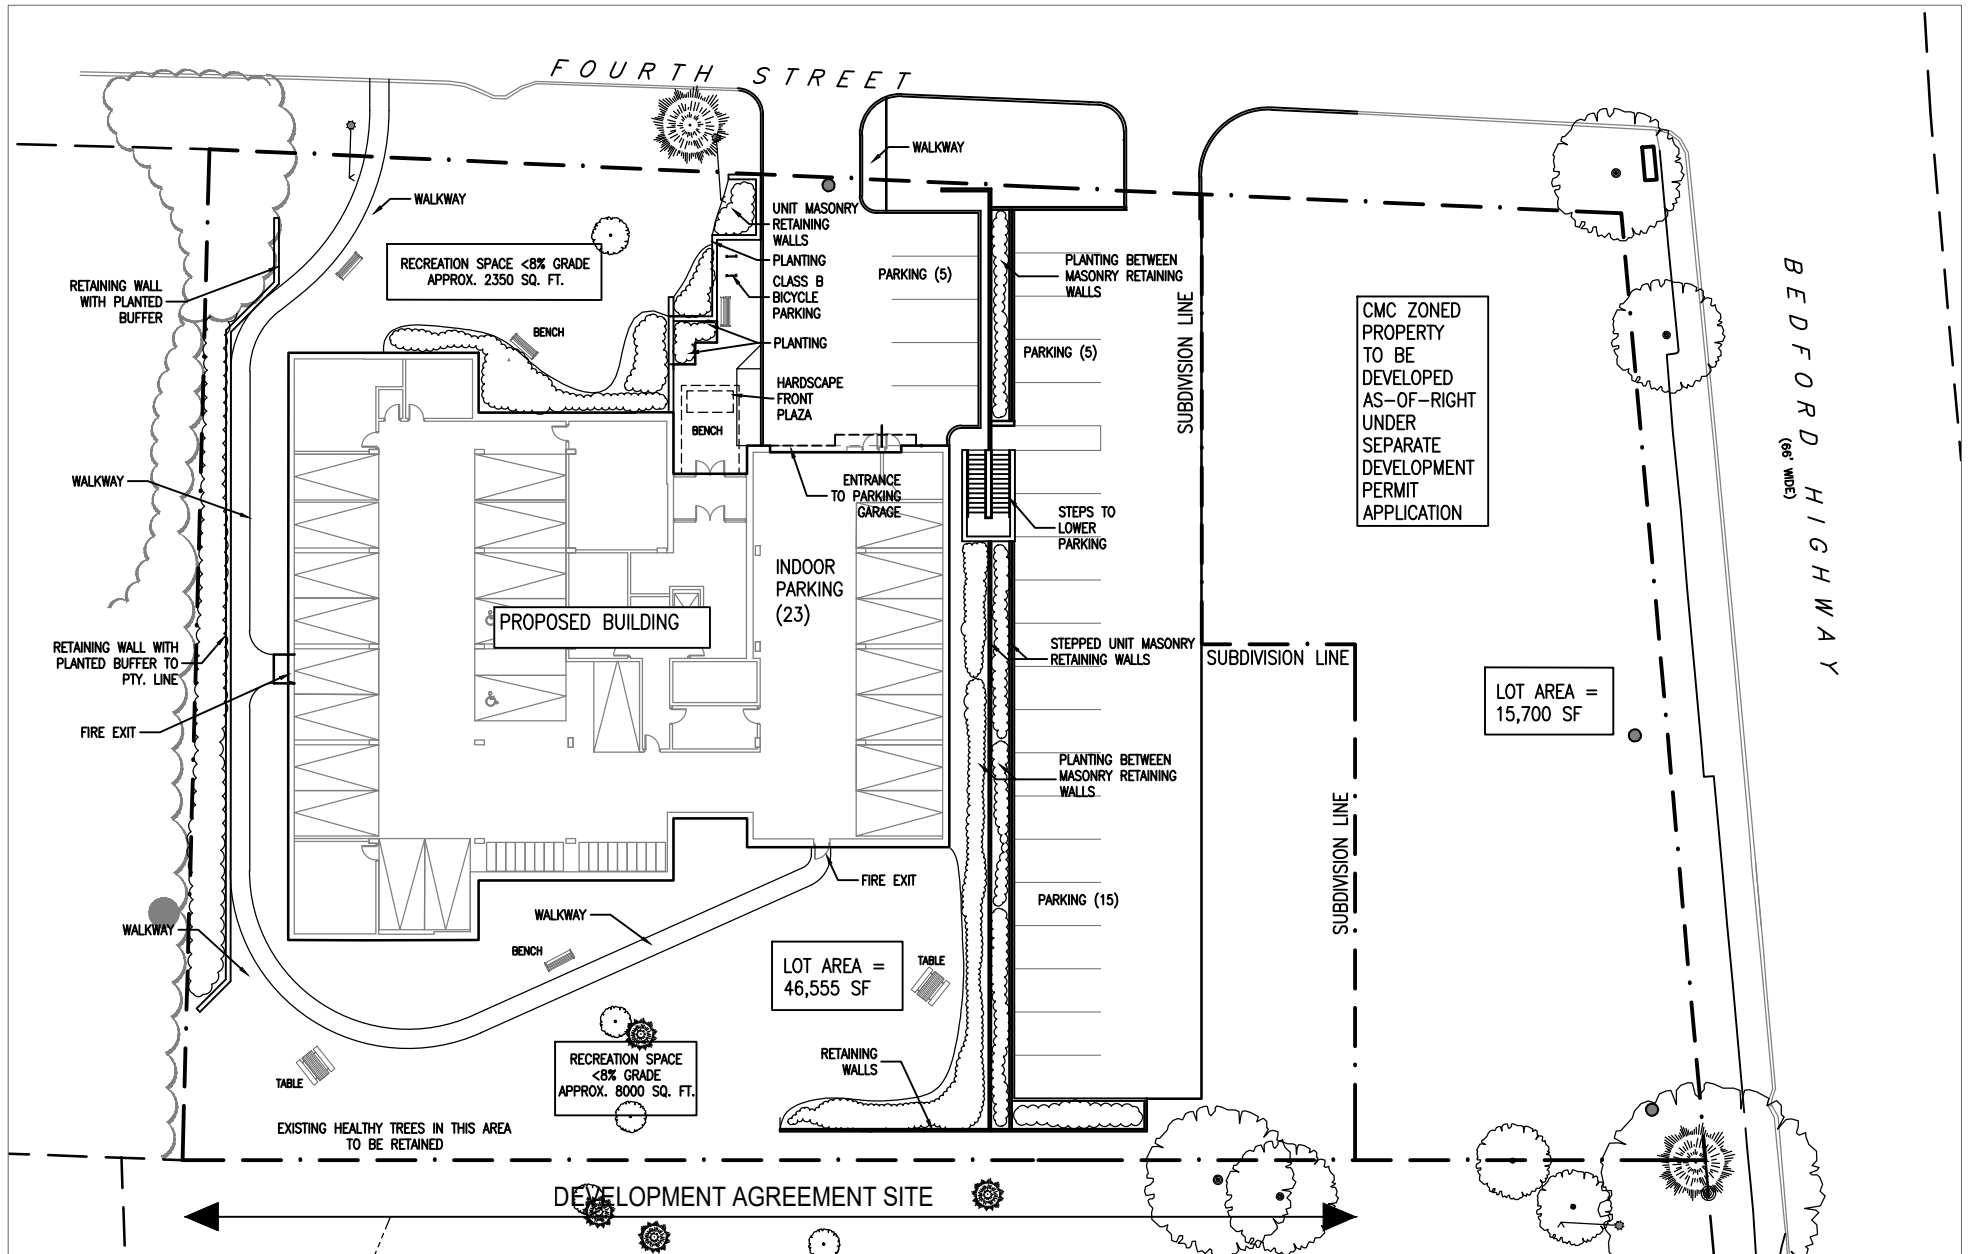 FOURTH STREET
WALKWAY
WALKWAY
UNIT MASONRY
RETAINING
WALLS
PLANTING
CLASS B
BICYCLE
PARKING
PLANTING
HARDSCAPE
FRONT
PLAZA
BENCH
RECREATION SPACE <8% GRADE
APPROX. 2350 SQ. FT.
BENCH
RETAINING WALL
WITH PLANTED
BUFFER
PARKING (5)
PLANTING BETWEEN
MASONRY RETAINING
WALLS
PARKING (5)
SUBDIVISION LINE
CMC ZONED
PROPERTY
TO BE
DEVELOPED
AS-OF-RIGHT
UNDER
SEPARATE
DEVELOPMENT
PERMIT
APPLICATION
BEDFORD HIGHWAY
(66' WIDE)
WALKWAY
ENTRANCE
TO PARKING
GARAGE
STEPS TO
LOWER
PARKING
INDOOR
PARKING
(23)
PROPOSED BUILDING
RETAINING WALL WITH
PLANTED BUFFER TO
PTY. LINE
STEPPED UNIT MASONRY
RETAINING WALLS
SUBDIVISION LINE
LOT AREA =
15,700 SF
FIRE EXIT
PLANTING BETWEEN
MASONRY RETAINING
WALLS
SUBDIVISION LINE
FIRE EXIT
PARKING (15)
WALKWAY
WALKWAY
BENCH
LOT AREA =
46,555 SF
TABLE
RECREATION SPACE
<8% GRADE
APPROX. 8000 SQ. FT.
RETAINING
WALLS
TABLE
EXISTING HEALTHY TREES IN THIS AREA
TO BE RETAINED
DEVELOPMENT AGREEMENT SITE